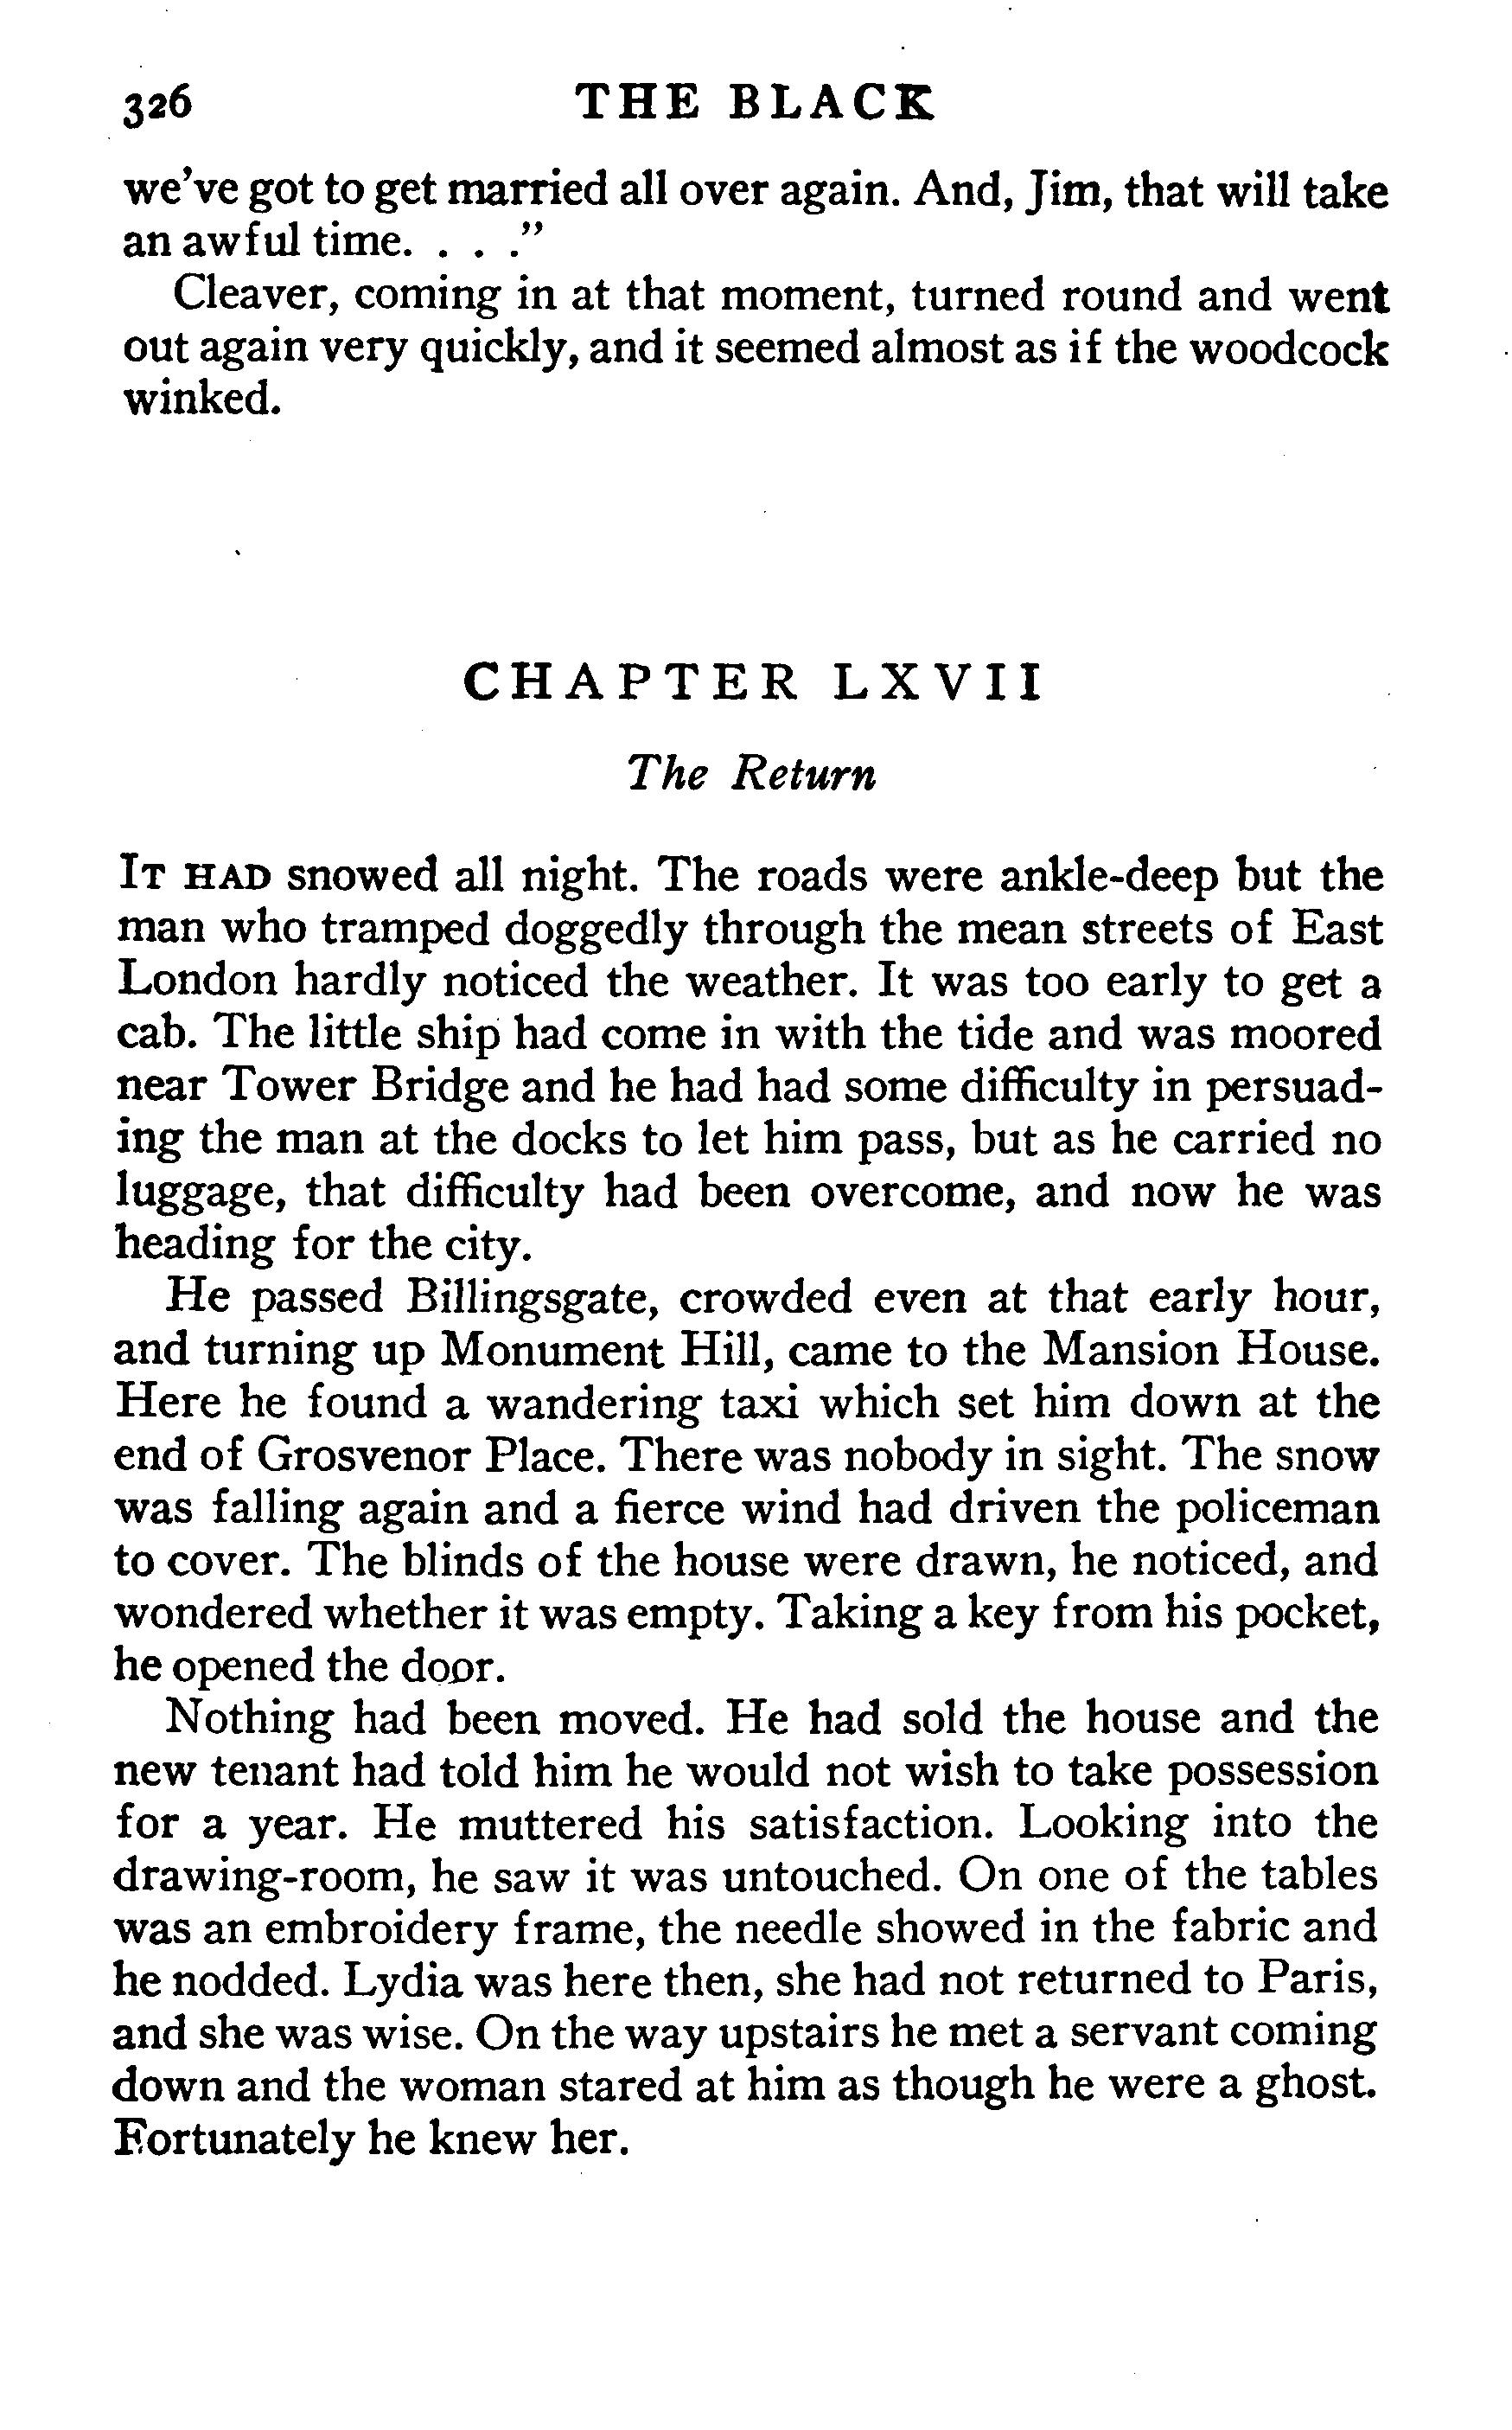 326 THE BLACK
we've got to get married all over again. And, Jim, that will take
an awful time. . . ."
Cleaver, coming in at that moment, turned round and went
out again very quickly, and it seemed almost as if the woodcock
winked.
CHAPTER LXVII
The Return
IT HAD snowed all night. The roads were ankle-deep but the
man who tramped doggedly through the mean streets of East
London hardly noticed the weather. It was too early to get a
cab. The little ship had come in with the tide and was moored
near Tower Bridge and he had had some difficulty in persuad-
ing the man at the docks to let him pass, but as he carried no
luggage, that difficulty had been overcome, and now he was
heading for the city.
He passed Billingsgate, crowded even at that early hour,
and turning up Monument Hill, came to the Mansion House.
Here he found a wandering taxi which set him down at the
end of Grosvenor Place. There was nobody in sight. The snow
was falling again and a fierce wind had driven the policeman
to cover. The blinds of the house were drawn, he noticed, and
wondered whether it was empty. Taking a key from his pocket,
he opened the door.
Nothing had been moved. He had sold the house and the
new tenant had told him he would not wish to take possession
for a year. He muttered his satisfaction. Looking into the
drawing-room, he saw it was untouched. On one of the tables
was an embroidery frame, the needle showed in the fabric and
he nodded. Lydia was here then, she had not returned to Paris,
and she was wise. On the way upstairs he met a servant coming
down and the woman stared at him as though he were a ghost.
Fortunately he knew her.